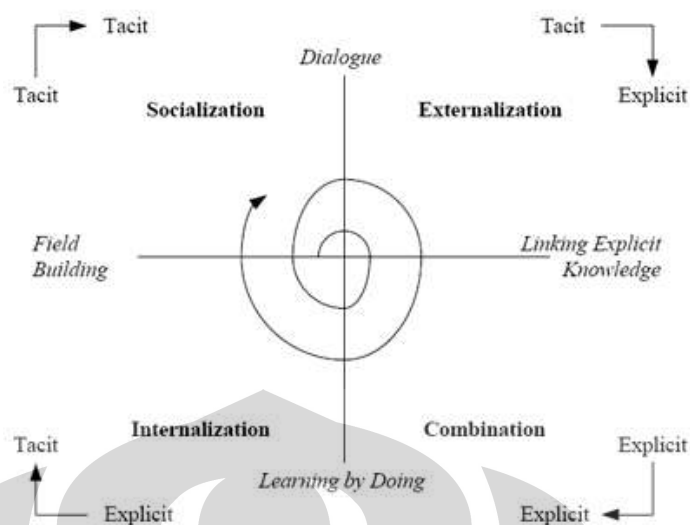 Tacit
Tacit
Dialogue
Tacit
Explicit
Socialization
Externalization
Field
Building
Linking Explicit
Knowledge
Internalization
Combination
Tacit
Explicit
Learning by Doing
Explicit
Explicit